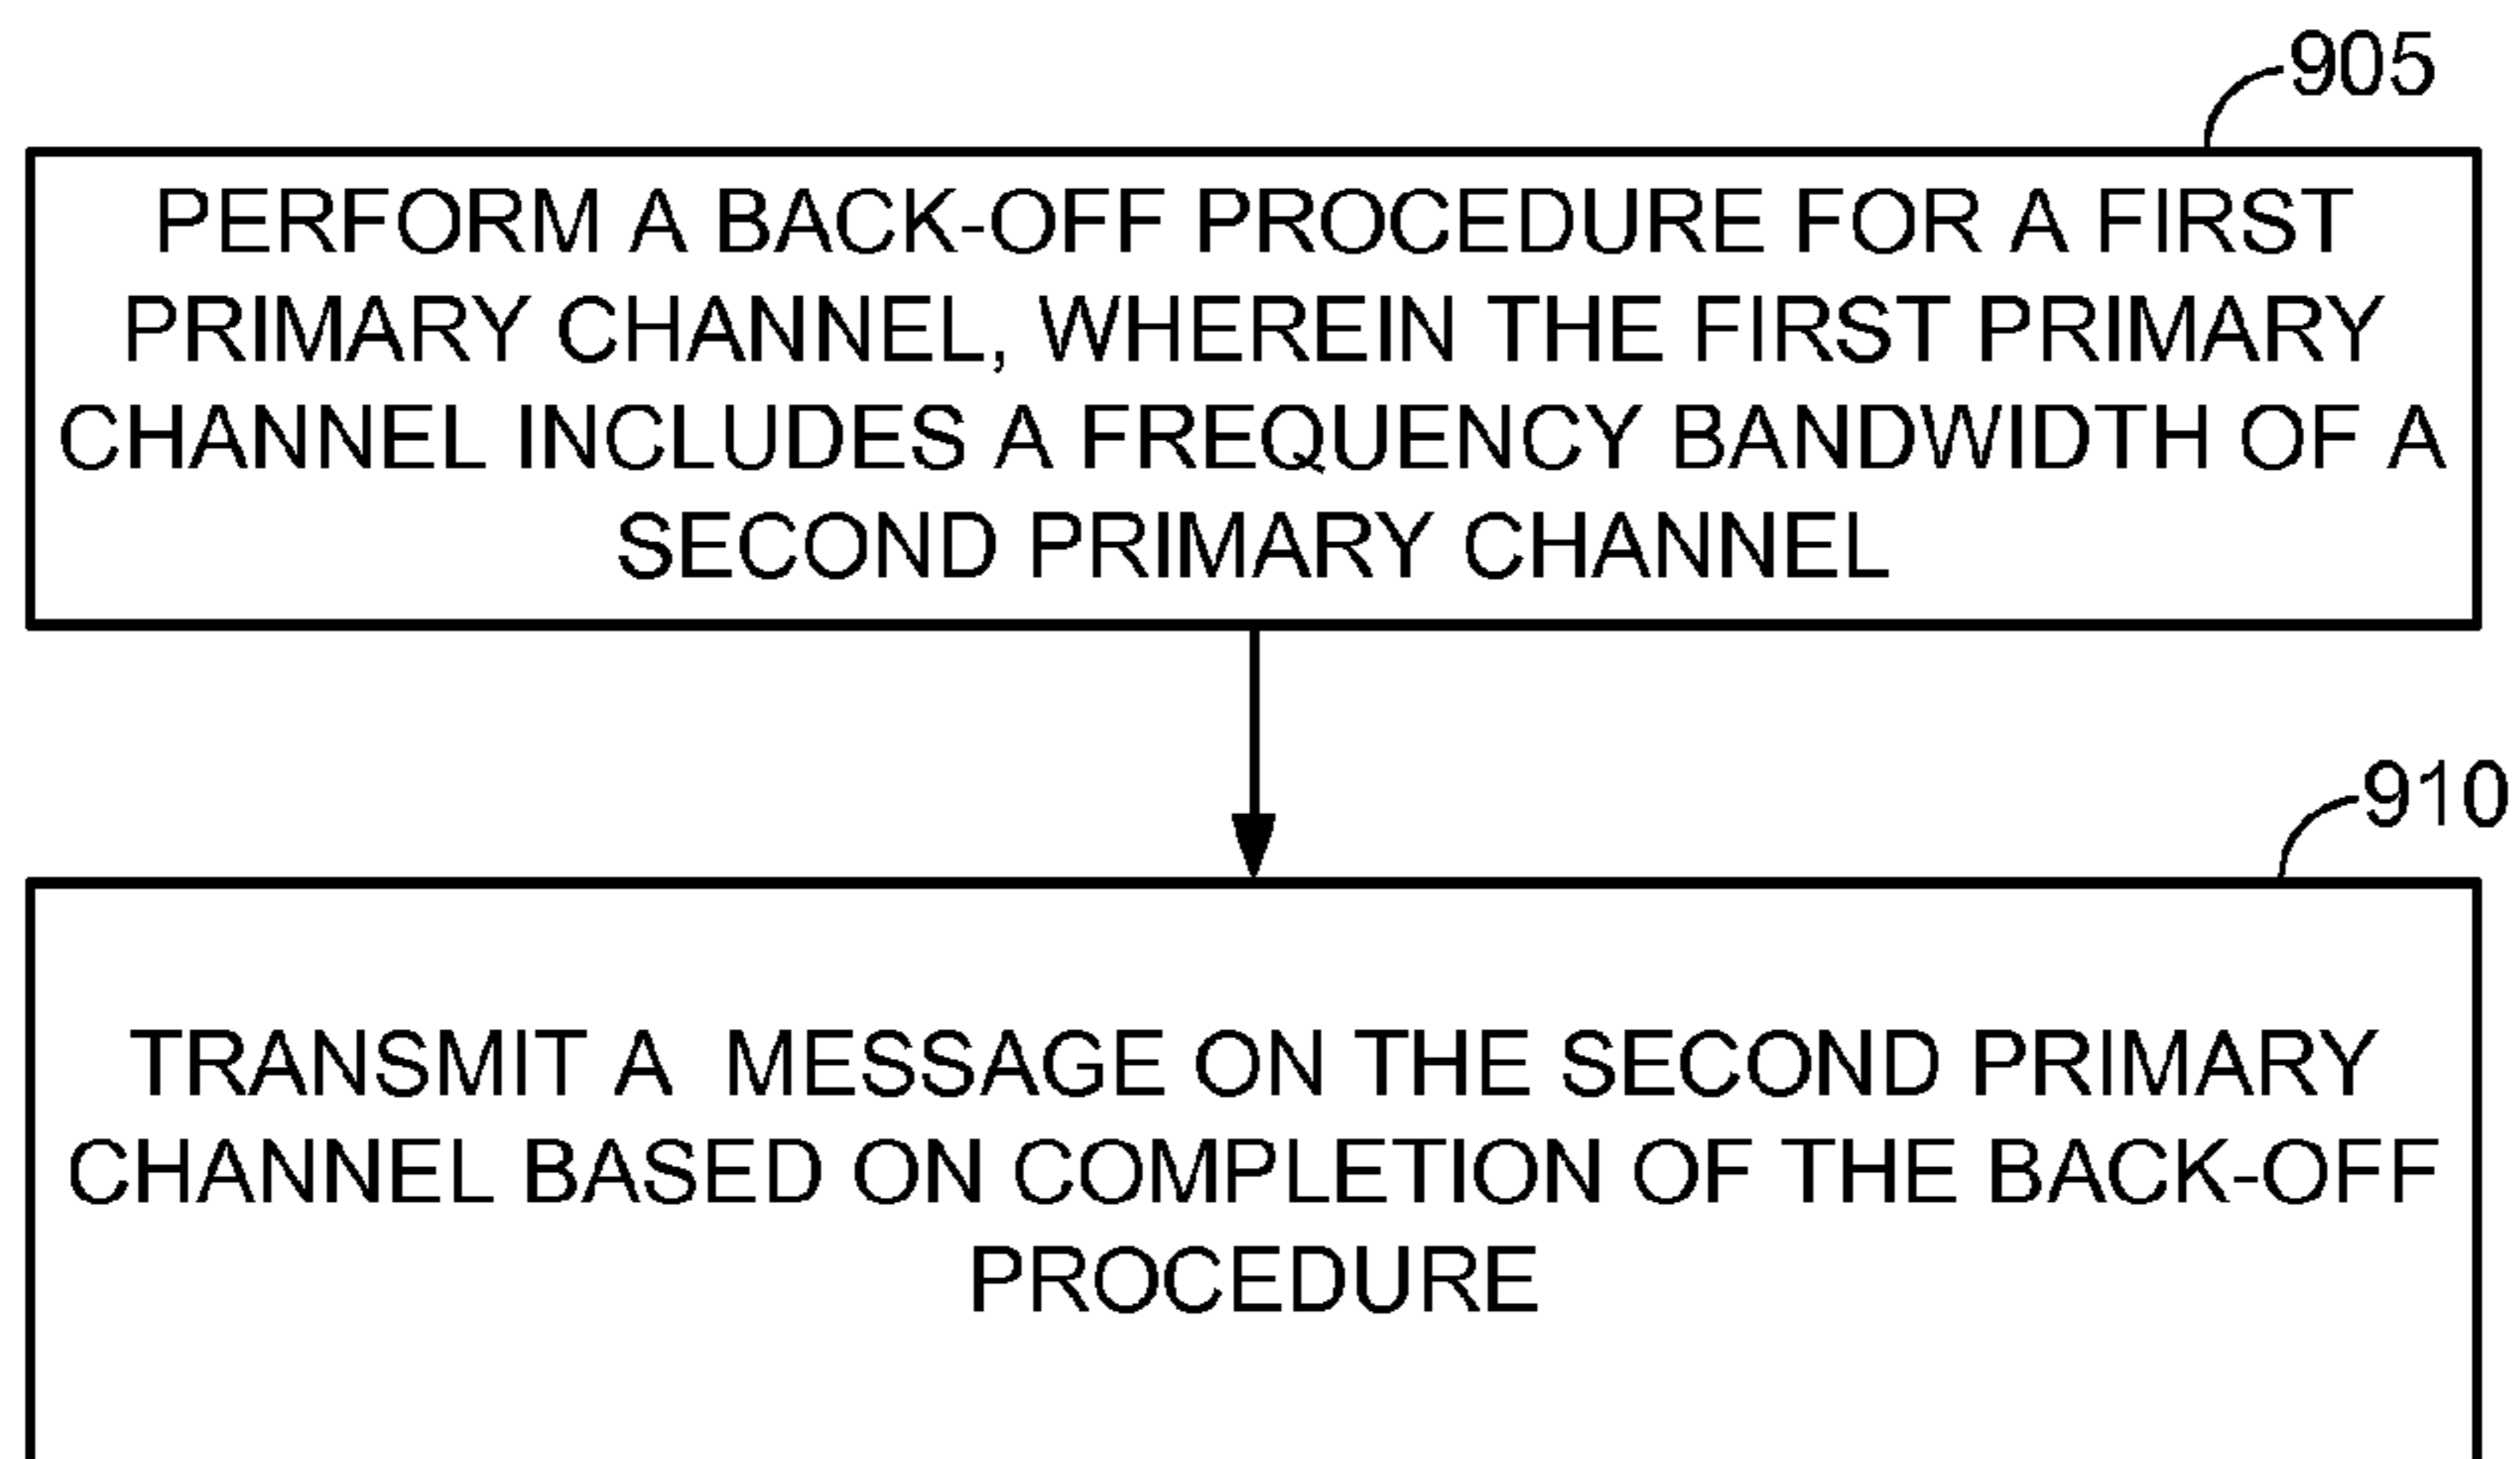 905
PERFORM A BACK-OFF PROCEDURE FOR A FIRST
PRIMARY CHANNEL, WHEREIN THE FIRST PRIMARY
CHANNEL INCLUDES A FREQUENCY BANDWIDTH OF A
SECOND PRIMARY CHANNEL
910
TRANSMIT A MESSAGE ON THE SECOND PRIMARY
CHANNEL BASED ON COMPLETION OF THE BACK-OFF
PROCEDURE